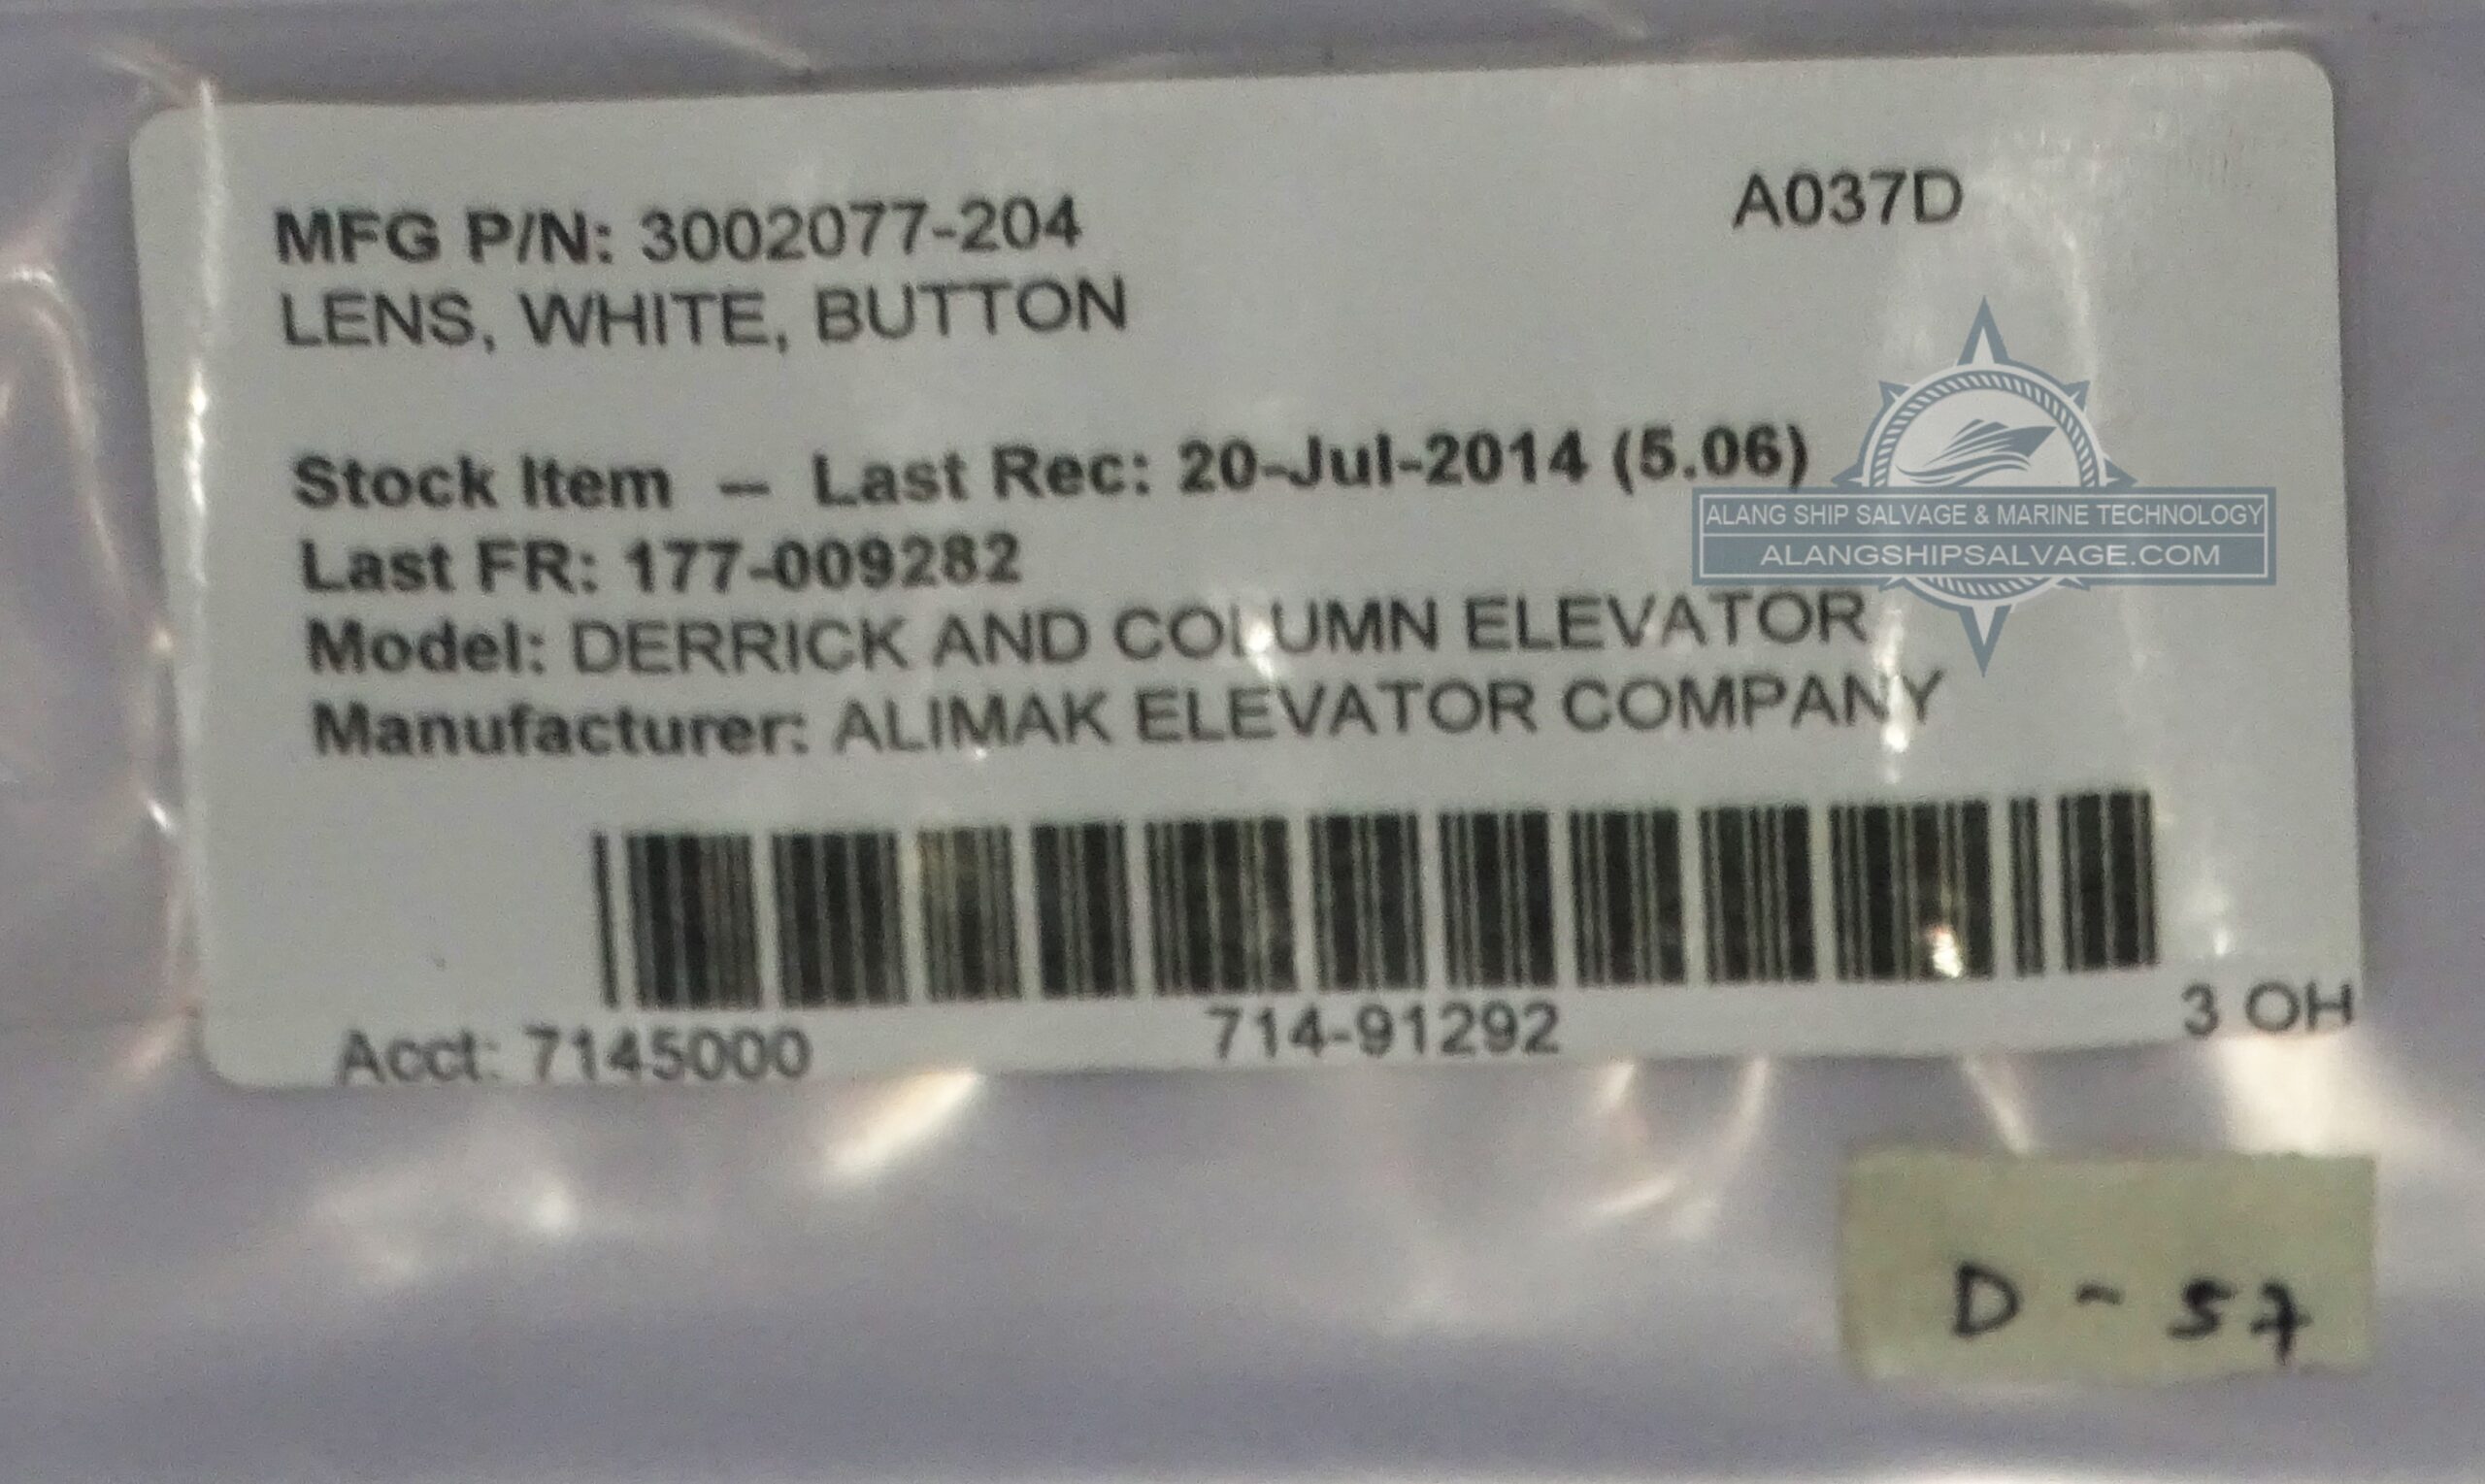 MFG P/N: 3002077-204 A037D
LENS, WHITE, BUTTON
Stock Item – Last Rec: 20-Jul-2014 (5.06)
Last FR: 177-009282
Model: DERRICK AND COLUMN ELEVATOR
Manufacturer: ALIMAK ELEVATOR COMPANY
Acct: 7145000 714-91292 3 OH
ALANG SHIP SALVAGE & MARINE TECHNOLOGY
ALANGSHIPSALVAGE.COM
D - 57